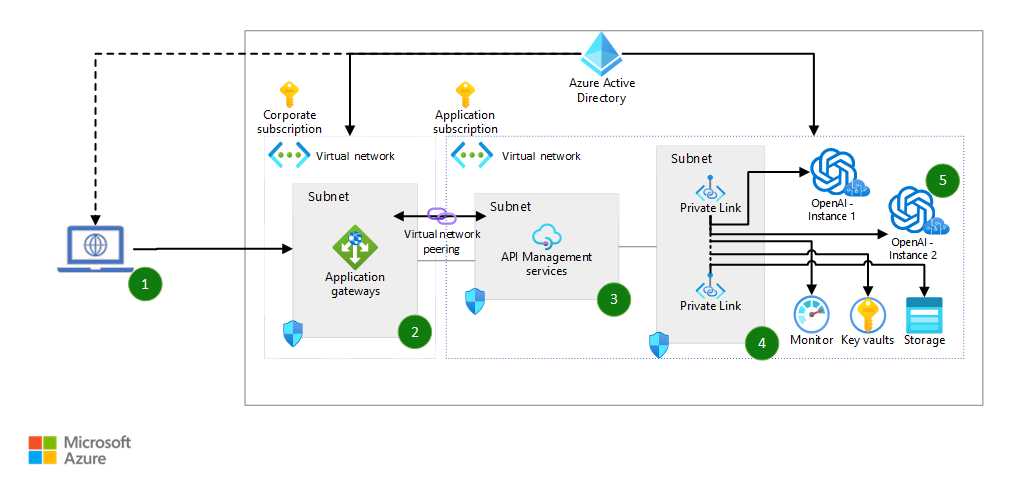 Azure Active
Directory
Corporate
subscription
Application
subscription
Virtual network
Virtual network
Subnet
Subnet
Subnet
Private Link
OpenAI -
Instance 1
5
OpenAI -
Instance 2
Virtual network
peering
Application
gateways
API Management
services
1
2
3
Private Link
4
Monitor
Key vaults
Storage
Microsoft
Azure